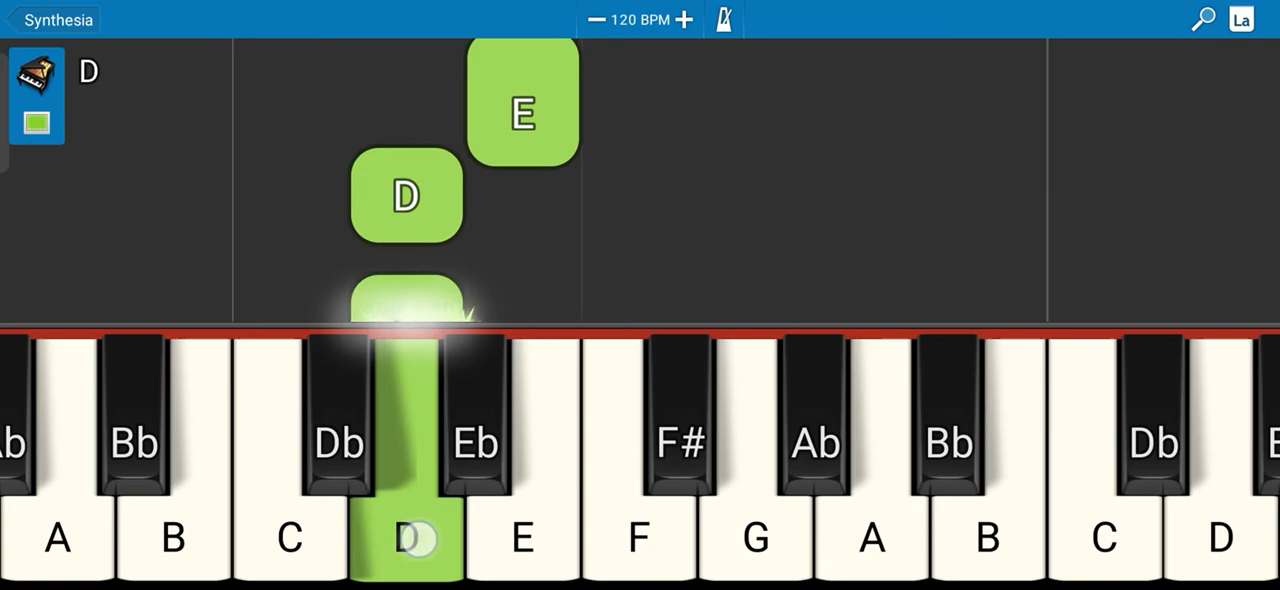 Synthesia
120 BPM
La
D
E
D
Ab Bb Db Eb F# Ab Bb Db E
A B C D E F G A B C D